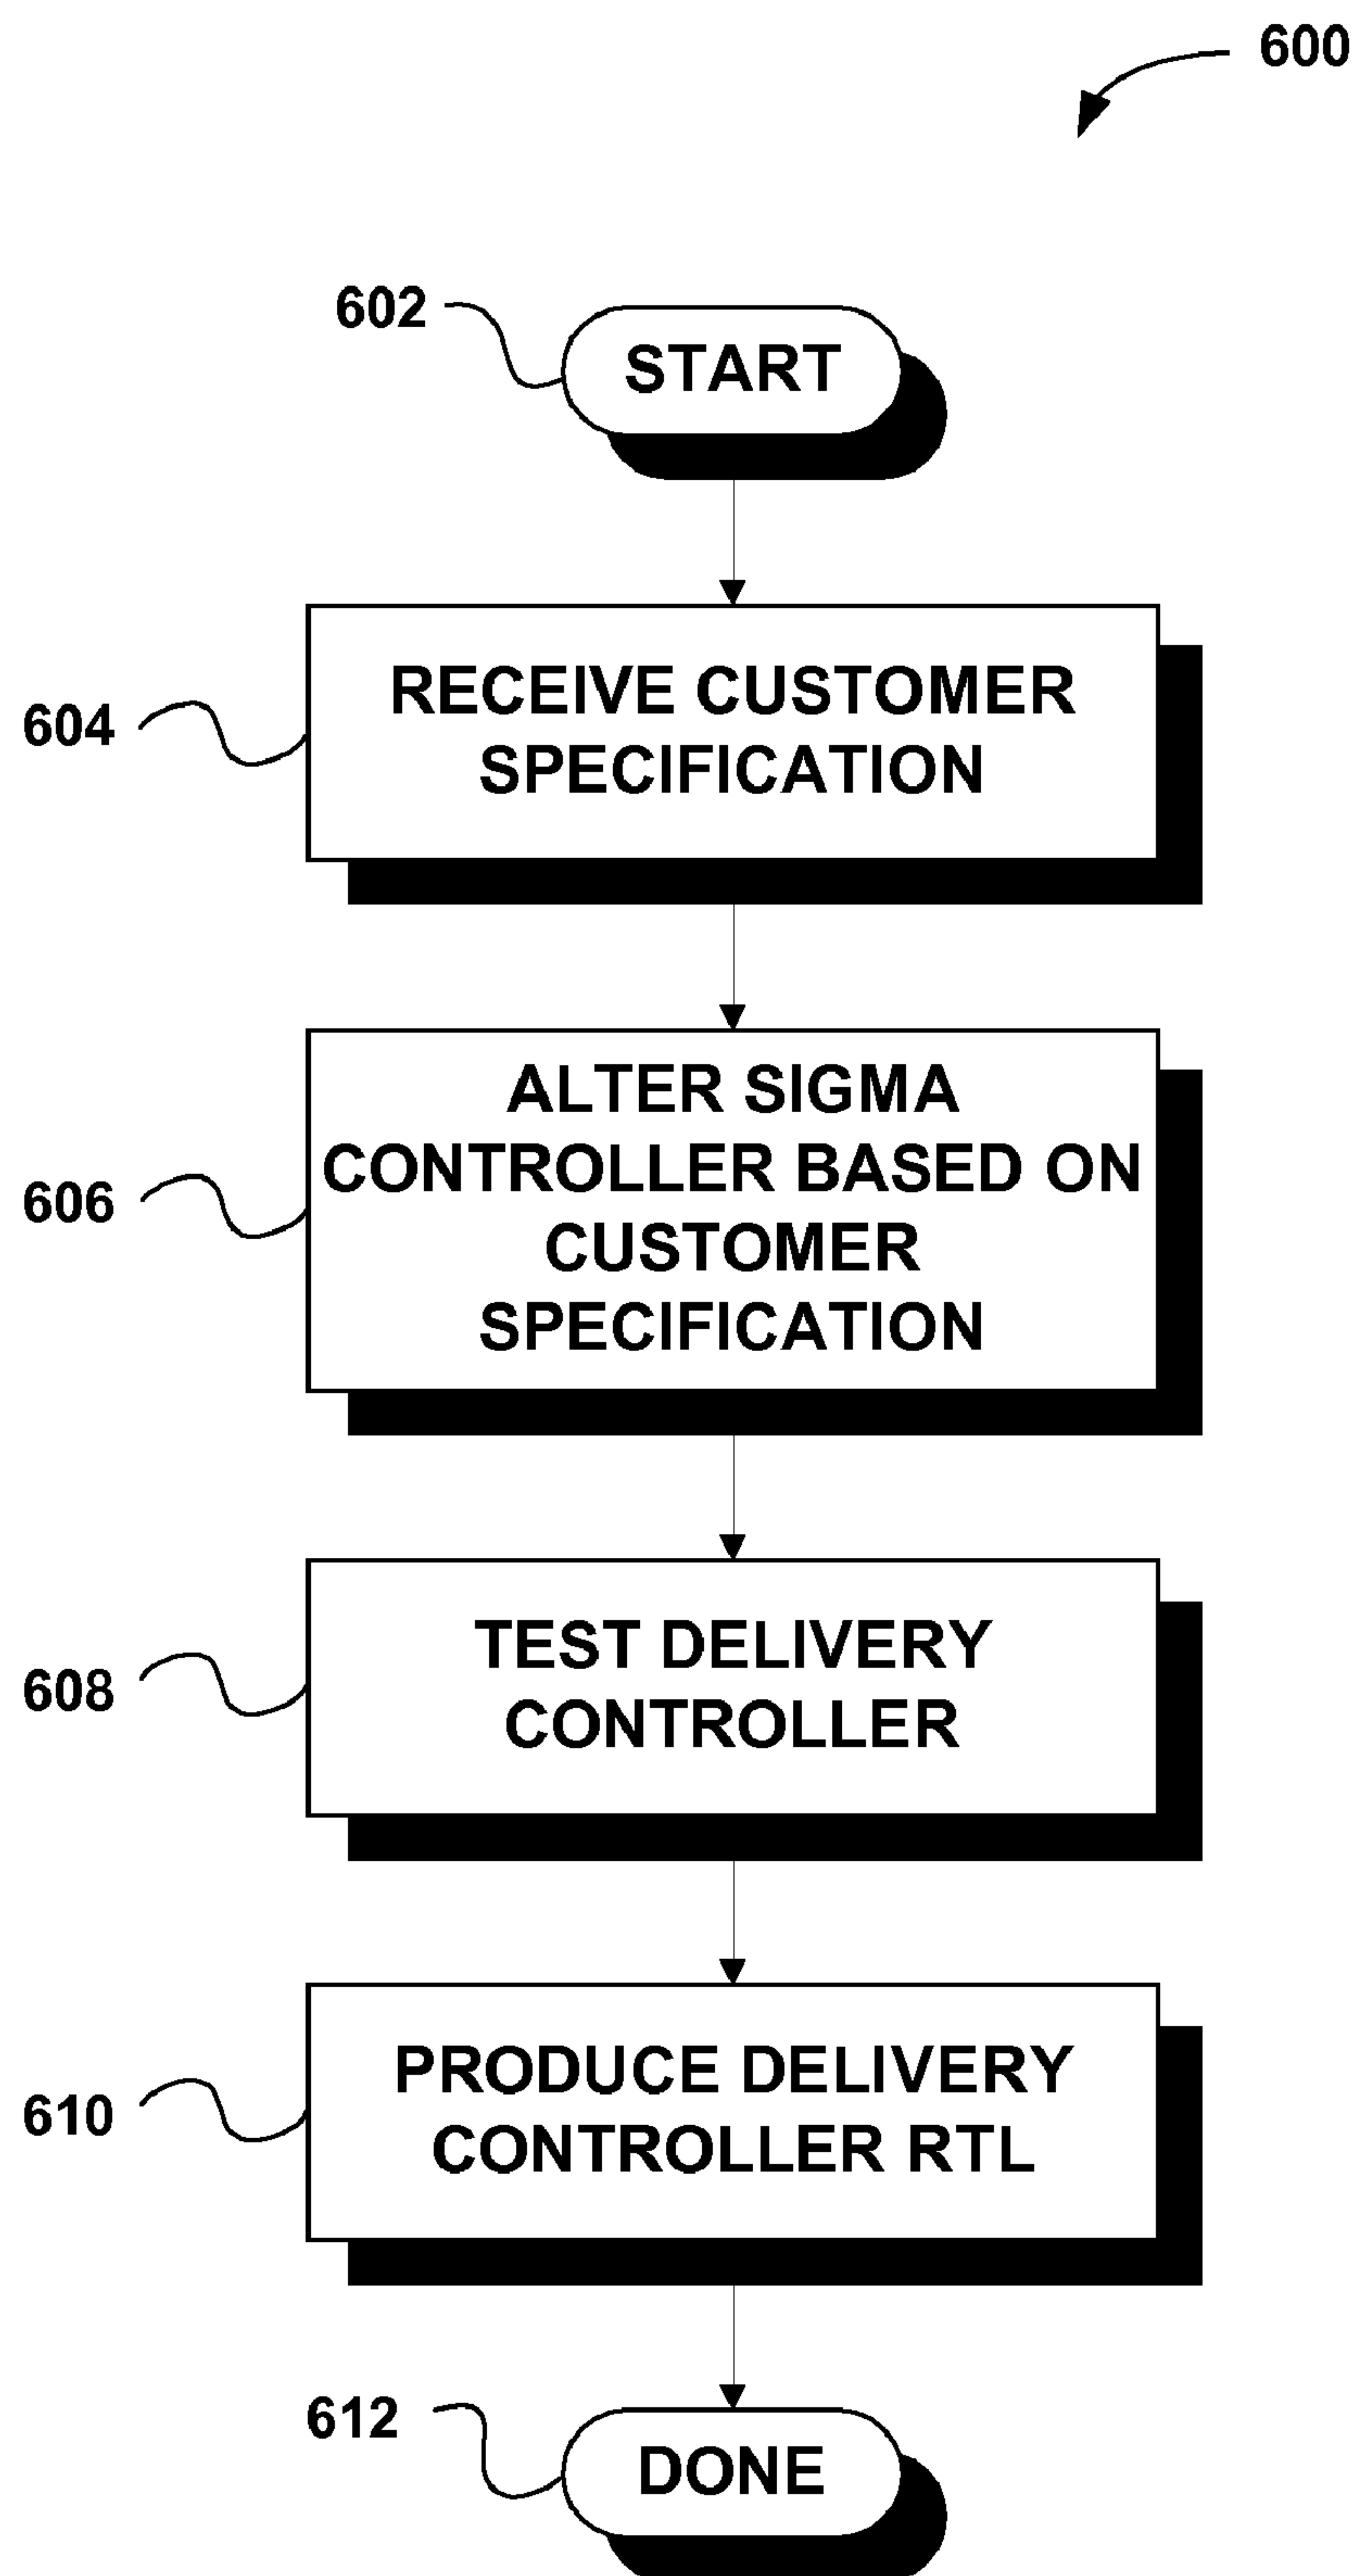 600
602
START
604
RECEIVE CUSTOMER
SPECIFICATION
606
ALTER SIGMA
CONTROLLER BASED ON
CUSTOMER
SPECIFICATION
608
TEST DELIVERY
CONTROLLER
610
PRODUCE DELIVERY
CONTROLLER RTL
612
DONE